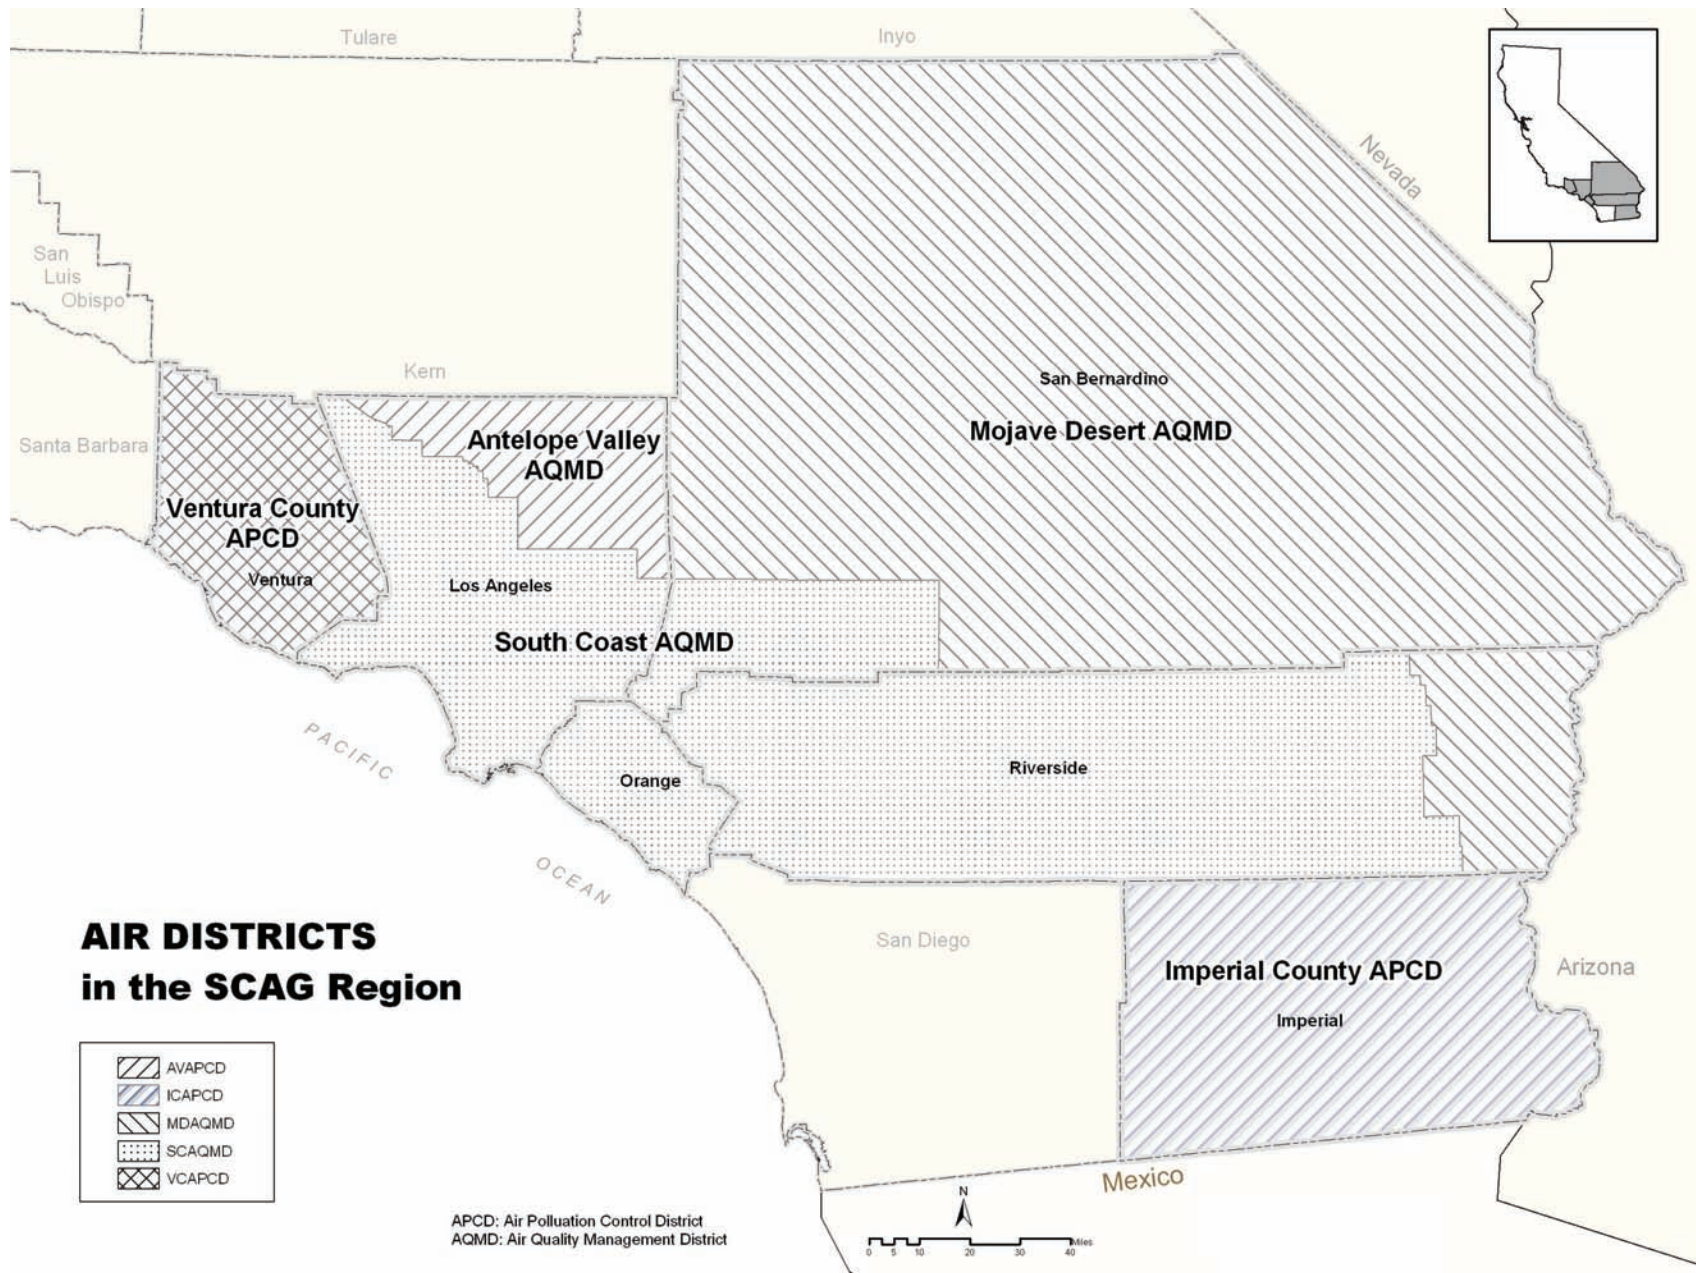 Tulare
Inyo
Nevada
San
Luis
Obispo
Kern
San Bernardino
Mojave Desert AQMD
Santa Barbara
Antelope Valley
AQMD
Ventura County
APCD
Ventura
Los Angeles
South Coast AQMD
PACIFIC
Orange
Riverside
OCEAN
San Diego
Imperial County APCD
Imperial
Arizona
Mexico
AIR DISTRICTS
in the SCAG Region
AVAPCD
ICAPCD
MDAQMD
SCAQMD
VCAPCD
APCD: Air Polluation Control District
AQMD: Air Quality Management District
N
Miles
0 5 10 20 30 40